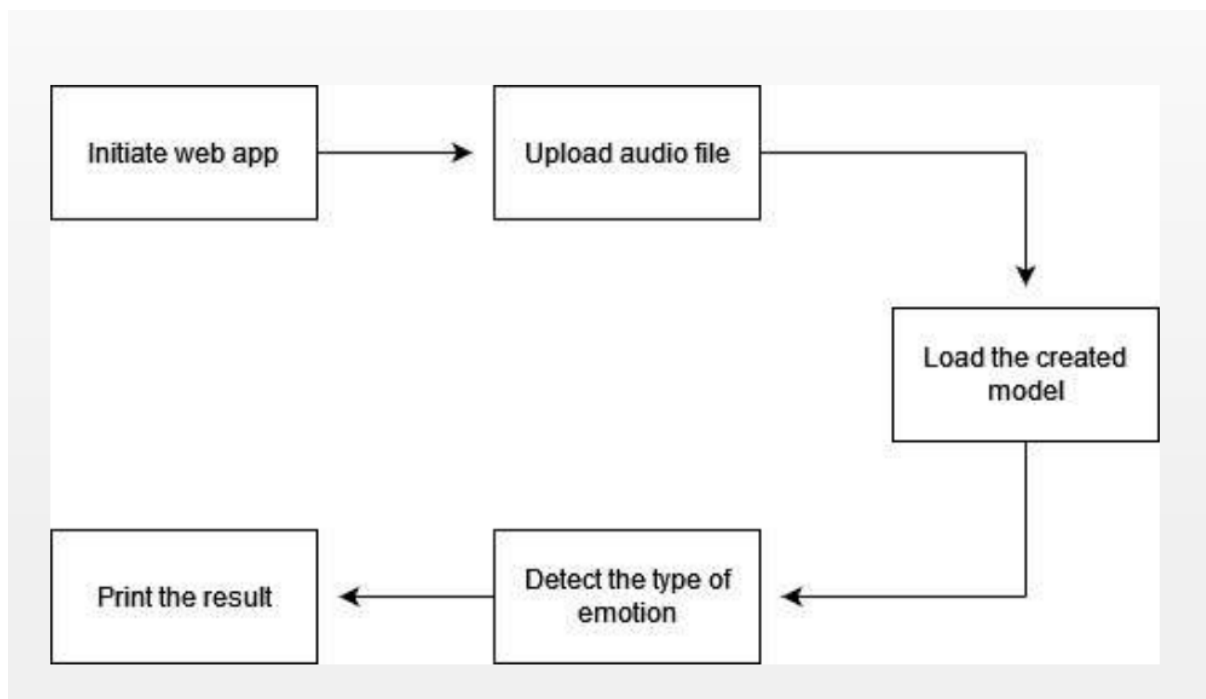 Initiate web app
Upload audio file
Load the created
model
Detect the type of
emotion
Print the result